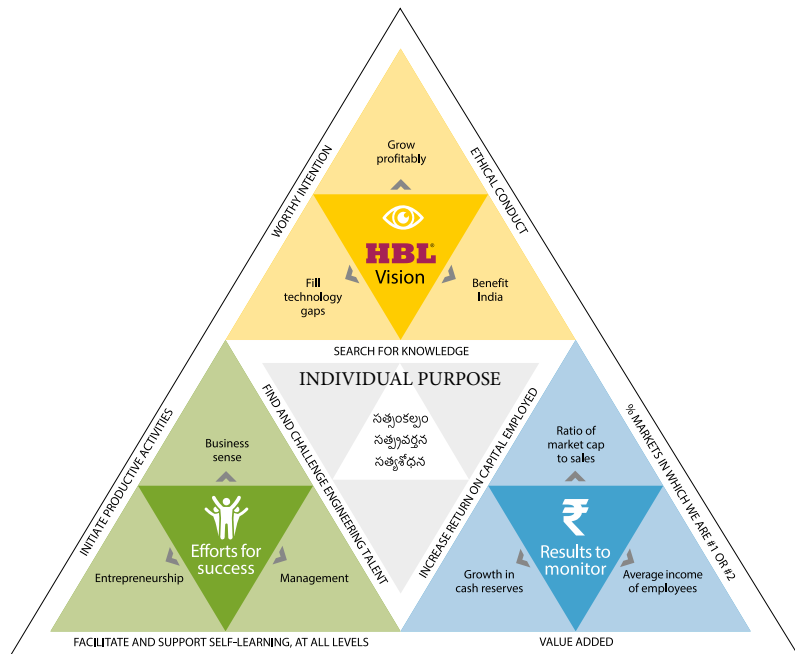 Grow
profitably
WORTHY INTENTION
ETHICAL CONDUCT
HBL®
Vision
Fill
technology
gaps
Benefit
India
SEARCH FOR KNOWLEDGE
INDIVIDUAL PURPOSE
సత్సంకల్పం
సత్ప్రవర్తన
సత్యశోధన
INITIATE PRODUCTIVE ACTIVITIES
Business
sense
FIND AND CHALLENGE ENGINEERING TALENT
Efforts for
success
Entrepreneurship
Management
FACILITATE AND SUPPORT SELF-LEARNING, AT ALL LEVELS
INCREASE RETURN ON CAPITAL EMPLOYED
Ratio of
market cap
to sales
% MARKETS IN WHICH WE ARE #1 OR #2
₹
Results to
monitor
Growth in
cash reserves
Average income
of employees
VALUE ADDED